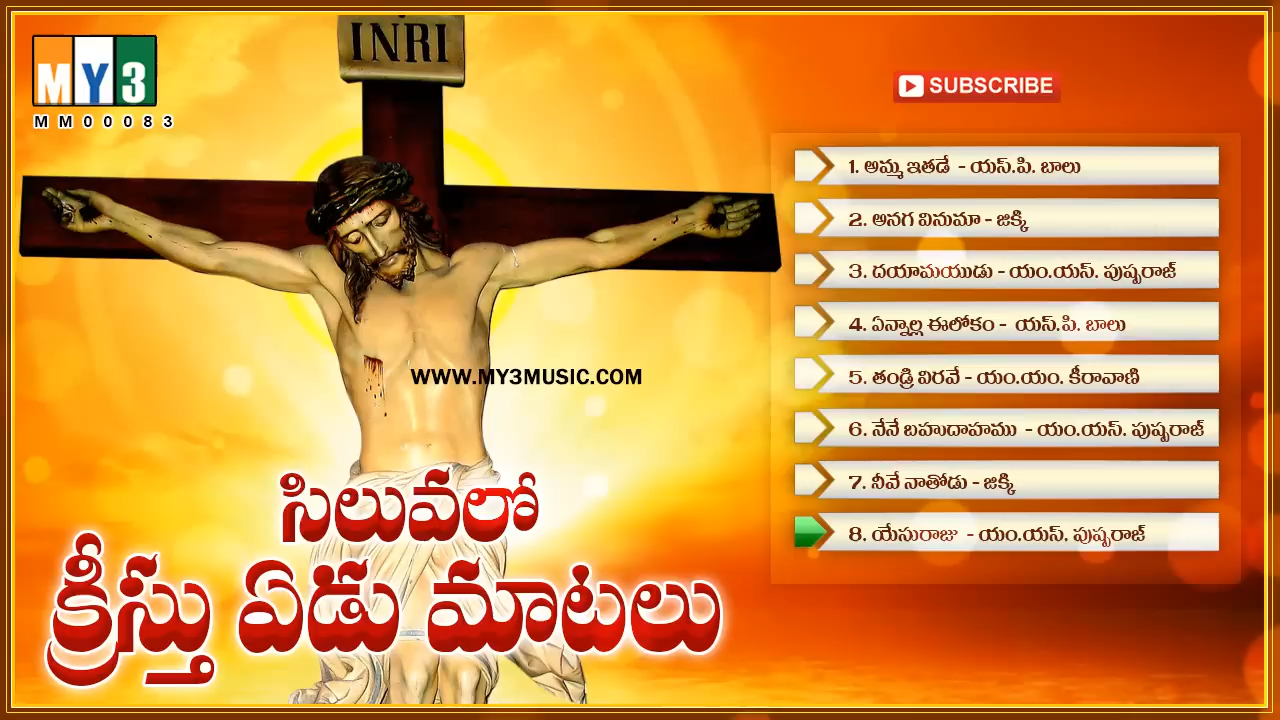 INRI
MY3
MM00083
SUBSCRIBE
1. అమ్మ ఇతడే - యస్.పి. బాలు
2. అనగ వినుమా - జిక్కి
3. దయామయుడు - యం.యస్. పుష్పరాజ్
4. ఏన్నాల్ల ఈలోకం - యస్.పి. బాలు
5. తండ్రి విరవే - యం.యం. కీరావాణి
6. నేనే బహుదాహము - యం.యస్. పుష్పరాజ్
7. నీవే నాతోడు - జిక్కి
8. యేసురాజు - యం.యస్. పుష్పరాజ్
WWW.MY3MUSIC.COM
సిలువలో
క్రీస్తు ఏడు మాటలు